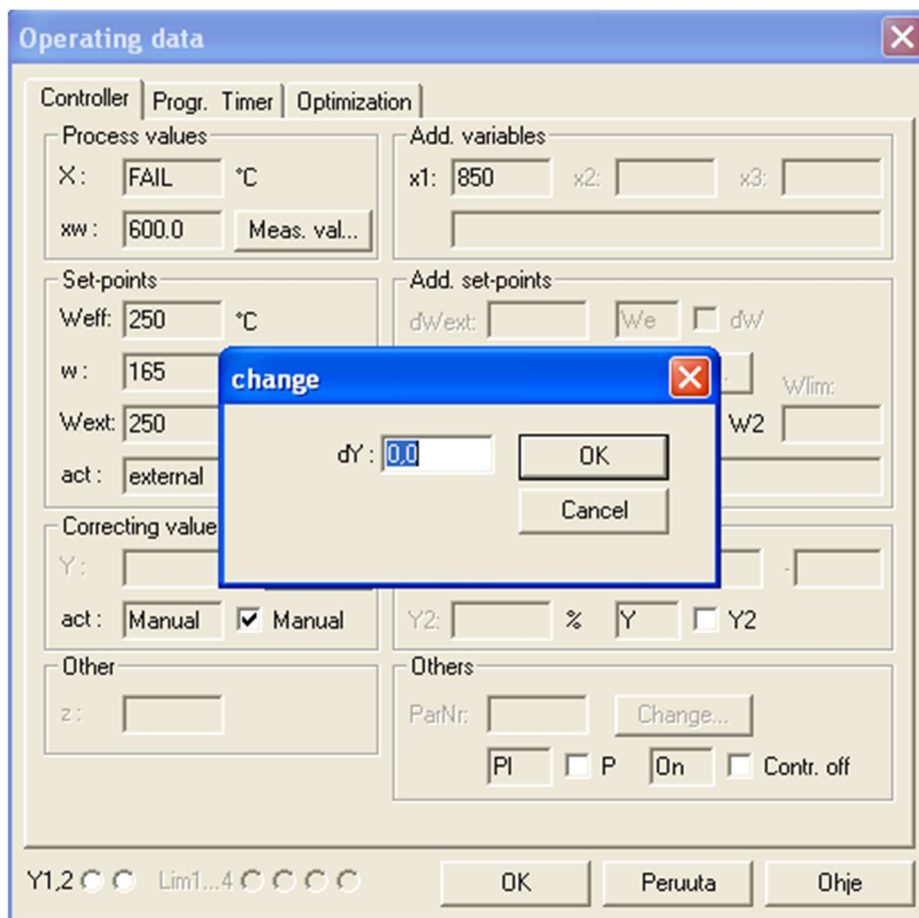 Operating data
Controller Progr. Timer Optimization
Process values
X: FAIL °C
xw: 600.0 Meas. val...
Add. variables
x1: 850 x2: x3:
Set-points
Weff: 250 °C
w: 165
Wext: 250
act: external
Add. set-points
dWext: We dW
Wlim:
W2
change
dY: 0,0 OK
Cancel
Correcting value
Y: -
act: Manual Manual
Y2: % Y Y2
Other
z:
Others
ParNr: Change...
PI P On Contr. off
Y1,2 Lim1...4 OK Peruuta Ohje